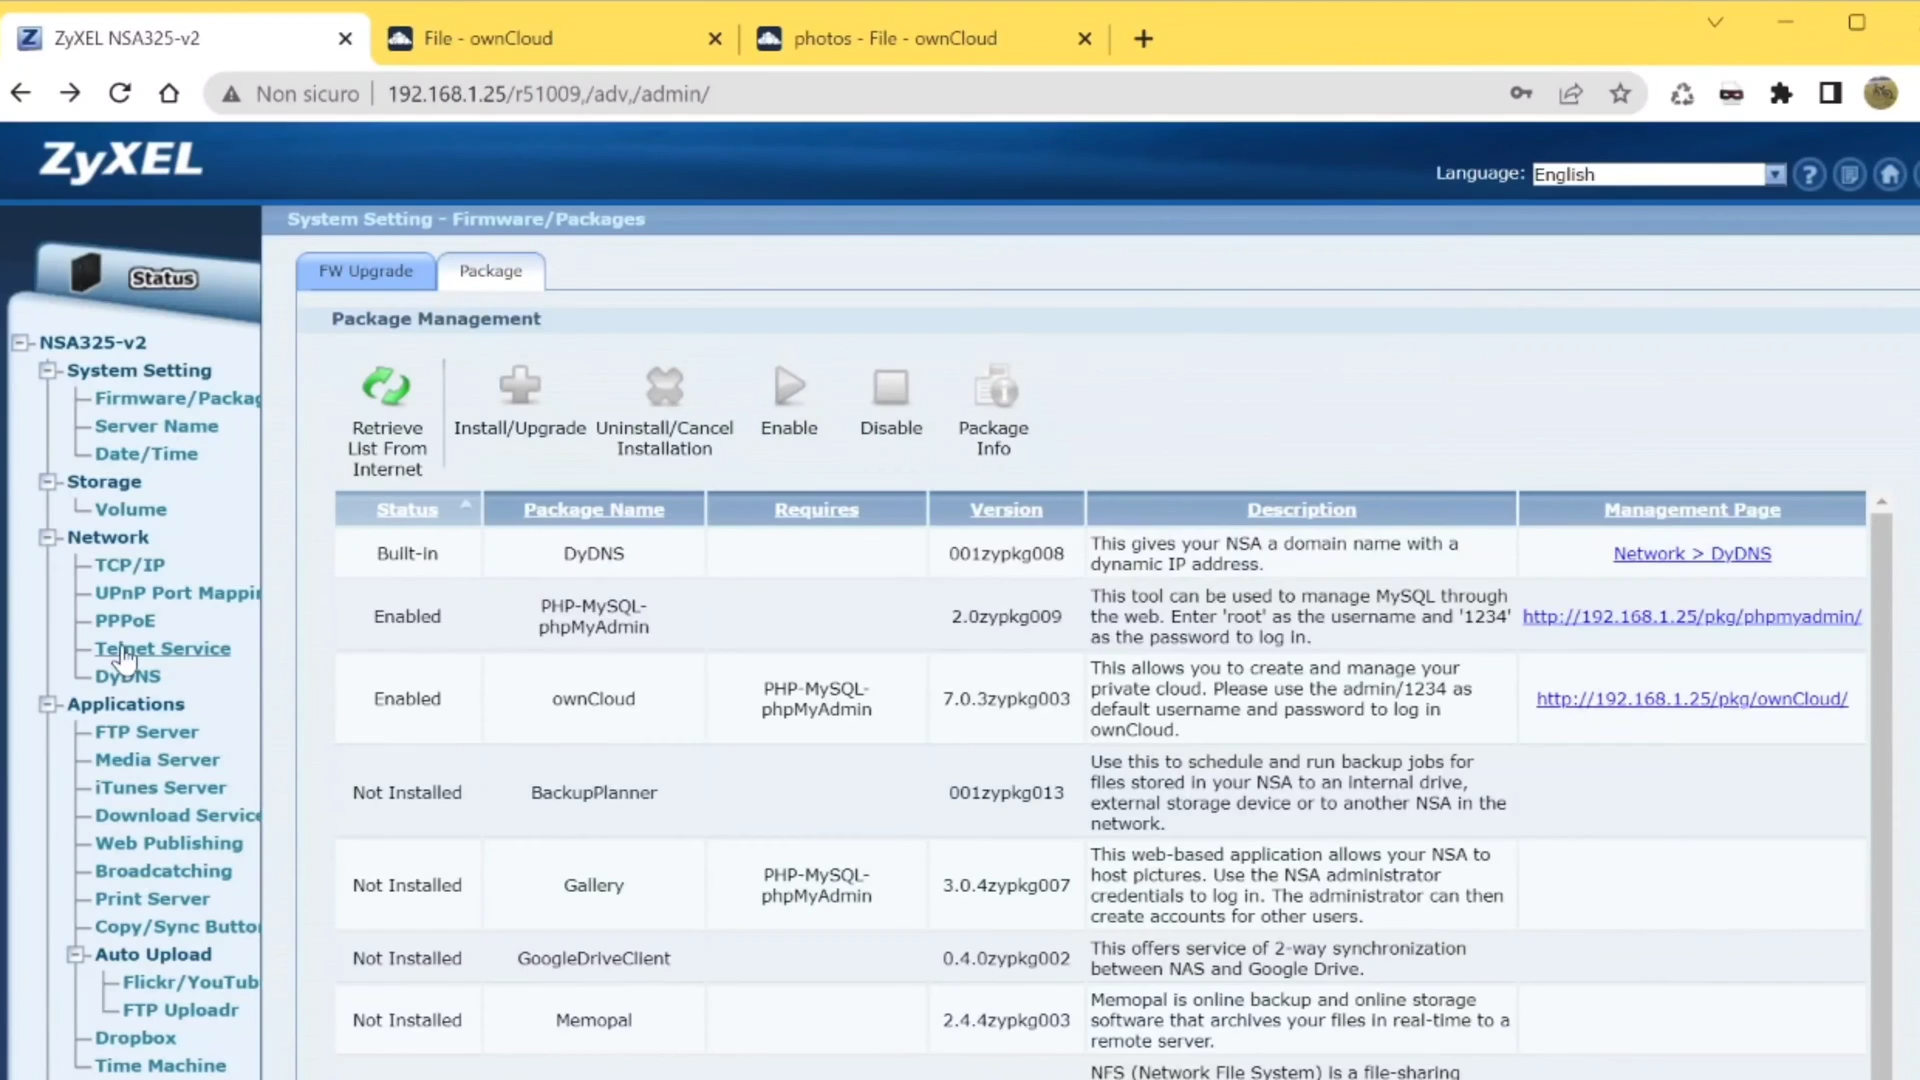 ZyXEL NSA325-v2
File - ownCloud
photos - File - ownCloud
Non sicuro
192.168.1.25/r51009,/adv,/admin/
ZyXEL
Language:
English
Status
System Setting - Firmware/Packages
FW Upgrade
Package
Package Management
Retrieve
List From
Internet
Install/Upgrade
Uninstall/Cancel
Installation
Enable
Disable
Package
Info
NSA325-v2
System Setting
Firmware/Packag
Server Name
Date/Time
Storage
Volume
Network
TCP/IP
UPnP Port Mappin
PPPoE
Telnet Service
DyDNS
Applications
FTP Server
Media Server
iTunes Server
Download Service
Web Publishing
Broadcatching
Print Server
Copy/Sync Butto
Auto Upload
Flickr/YouTub
FTP Uploadr
Dropbox
Time Machine
Status
Package Name
Requires
Version
Description
Management Page
Built-in
DyDNS
001zypkg008
This gives your NSA a domain name with a
dynamic IP address.
Network > DyDNS
Enabled
PHP-MySQL-
phpMyAdmin
2.0zypkg009
This tool can be used to manage MySQL through
the web. Enter 'root' as the username and '1234'
as the password to log in.
http://192.168.1.25/pkg/phpmyadmin/
Enabled
ownCloud
PHP-MySQL-
phpMyAdmin
7.0.3zypkg003
This allows you to create and manage your
private cloud. Please use the admin/1234 as
default username and password to log in
ownCloud.
http://192.168.1.25/pkg/ownCloud/
Not Installed
BackupPlanner
001zypkg013
Use this to schedule and run backup jobs for
files stored in your NSA to an internal drive,
external storage device or to another NSA in the
network.
Not Installed
Gallery
PHP-MySQL-
phpMyAdmin
3.0.4zypkg007
This web-based application allows your NSA to
host pictures. Use the NSA administrator
credentials to log in. The administrator can then
create accounts for other users.
Not Installed
GoogleDriveClient
0.4.0zypkg002
This offers service of 2-way synchronization
between NAS and Google Drive.
Not Installed
Memopal
2.4.4zypkg003
Memopal is online backup and online storage
software that archives your files in real-time to a
remote server.
NFS (Network File System) is a file-sharing